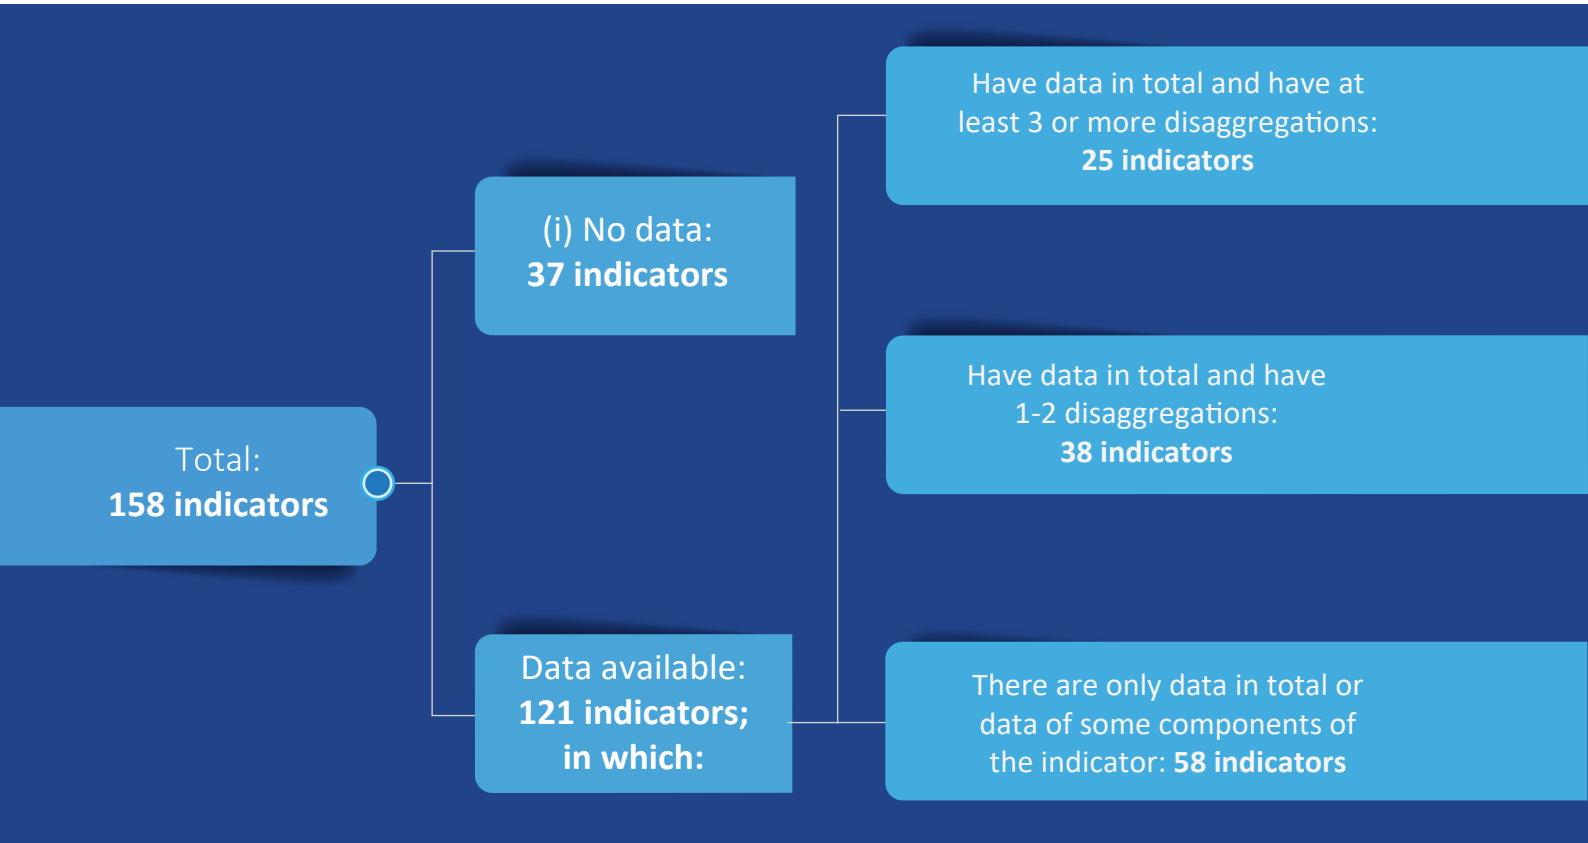 Total:
158 indicators
(i) No data:
37 indicators
Data available:
121 indicators;
in which:
Have data in total and have at
least 3 or more disaggregations:
25 indicators
Have data in total and have
1-2 disaggregations:
38 indicators
There are only data in total or
data of some components of
the indicator: 58 indicators